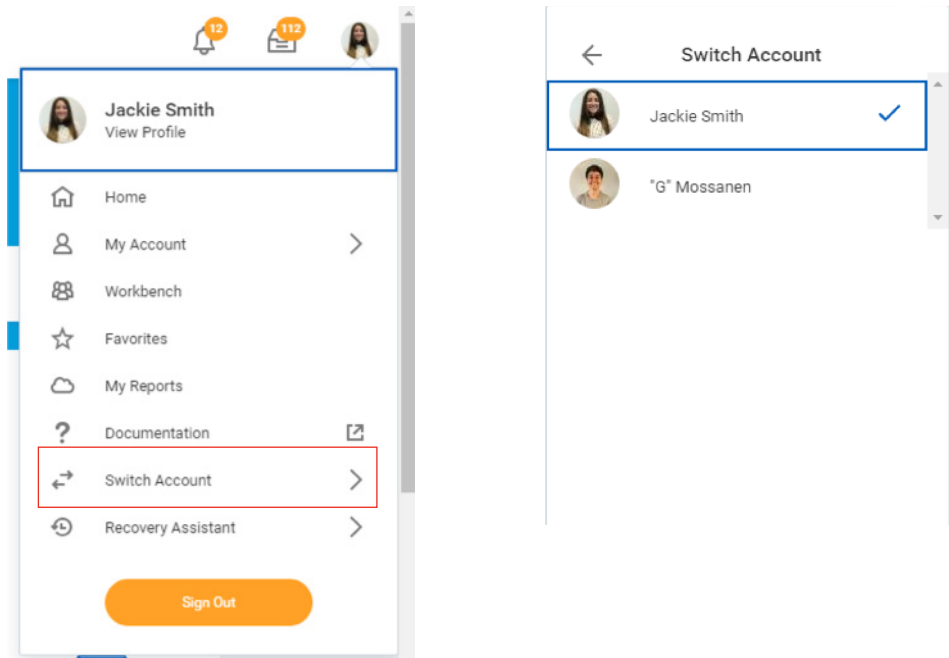 12
112
Jackie Smith
View Profile
Home
My Account
Workbench
Favorites
My Reports
Documentation
Switch Account
Recovery Assistant
Sign Out
Switch Account
Jackie Smith
"G" Mossanen